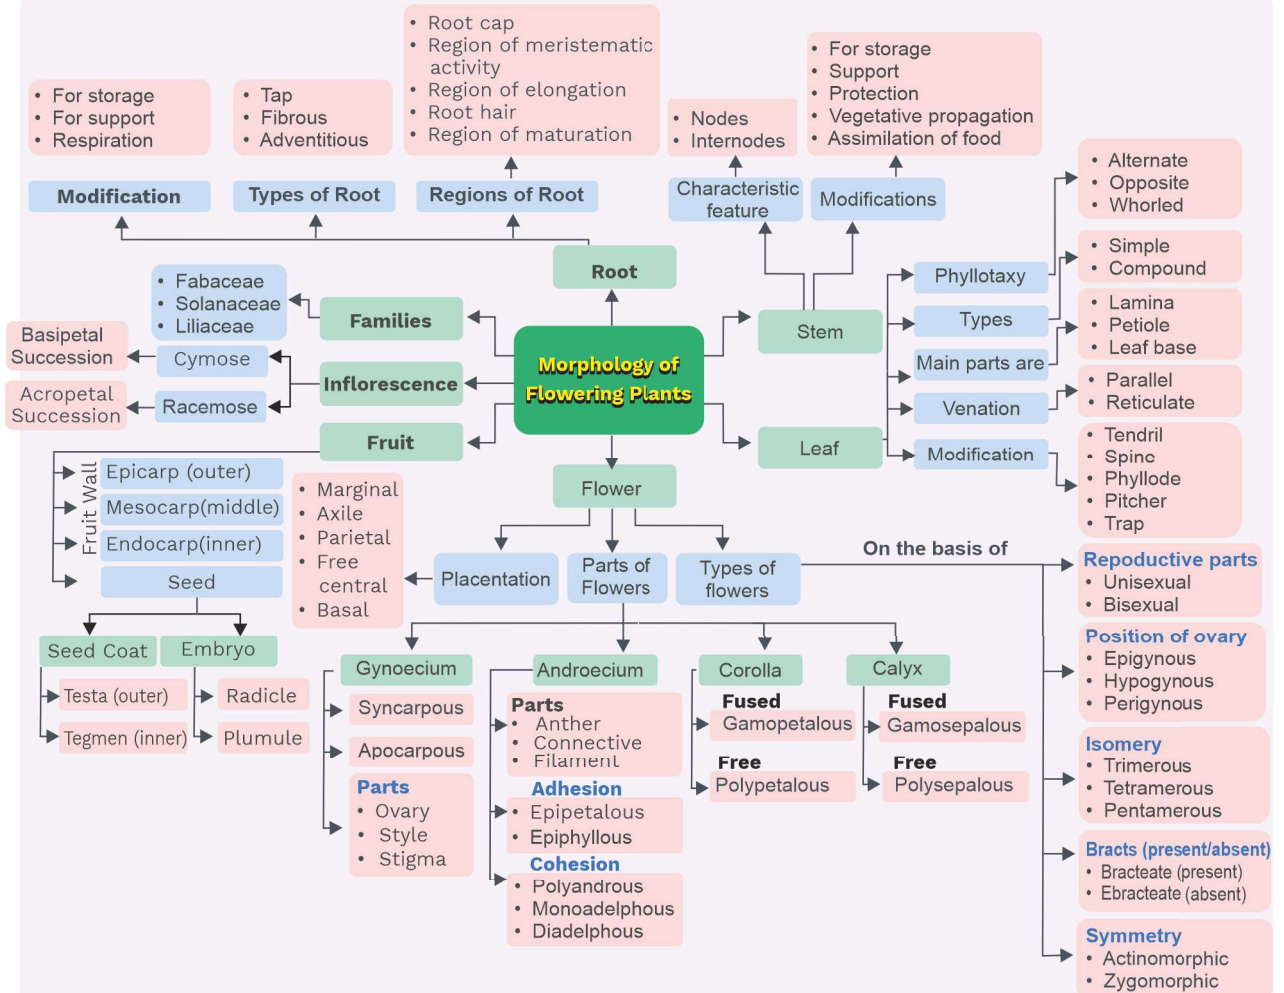 • Root cap
• Region of meristematic
activity
• Region of elongation
• Root hair
• Region of maturation
• For storage
• Support
• Protection
• Vegetative propagation
• Assimilation of food
• For storage
• For support
• Respiration
• Tap
• Fibrous
• Adventitious
• Nodes
• Internodes
Modification
Types of Root
Regions of Root
Characteristic
feature
Modifications
• Alternate
• Opposite
• Whorled
Root
• Fabaceae
• Solanaceae
• Liliaceae
Families
Stem
Phyllotaxy
• Simple
• Compound
Types
• Lamina
• Petiole
• Leaf base
Main parts are
Basipetal
Succession
Cymose
Morphology of
Flowering Plants
Inflorescence
Acropetal
Succession
Racemose
• Parallel
• Reticulate
Venation
Fruit
Leaf
Modification
• Tendril
• Spinc
• Phyllode
• Pitcher
• Trap
Fruit Wall
Epicarp (outer)
Mesocarp(middle)
Endocarp(inner)
Seed
• Marginal
• Axile
• Parietal
• Free
central
• Basal
Flower
Placentation
Parts of
Flowers
Types of
flowers
On the basis of
Repoductive parts
• Unisexual
• Bisexual
Seed Coat
Embryo
Testa (outer)
Tegmen (inner)
Radicle
Plumule
Gynoecium
Syncarpous
Apocarpous
Parts
• Ovary
• Style
• Stigma
Androecium
Parts
• Anther
• Connective
• Filament
Adhesion
• Epipetalous
• Epiphyllous
Cohesion
• Polyandrous
• Monoadelphous
• Diadelphous
Corolla
Fused
Gamopetalous
Free
Polypetalous
Calyx
Fused
Gamosepalous
Free
Polysepalous
Position of ovary
• Epigynous
• Hypogynous
• Perigynous
Isomery
• Trimerous
• Tetramerous
• Pentamerous
Bracts (present/absent)
• Bracteate (present)
• Ebracteate (absent)
Symmetry
• Actinomorphic
• Zygomorphic